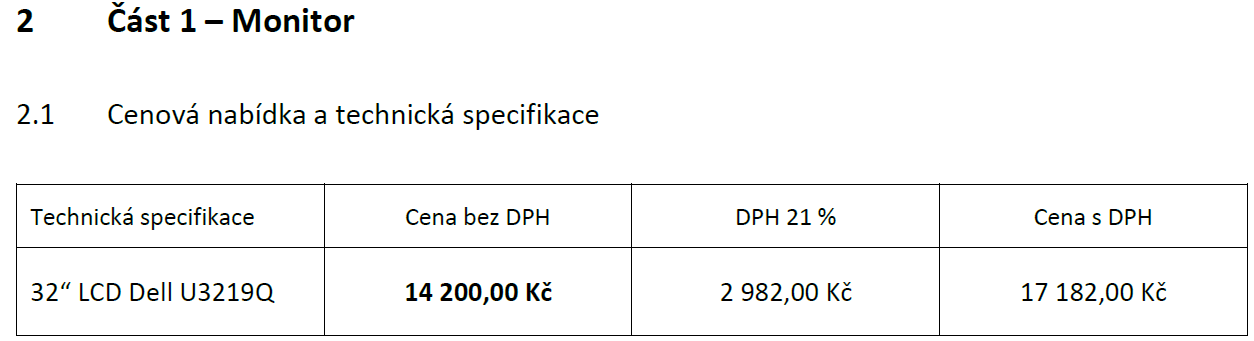 2 Část 1 – Monitor
2.1 Cenová nabídka a technická specifikace
Technická specifikace Cena bez DPH DPH 21 % Cena s DPH
32“ LCD Dell U3219Q 14 200,00 Kč 2 982,00 Kč 17 182,00 Kč